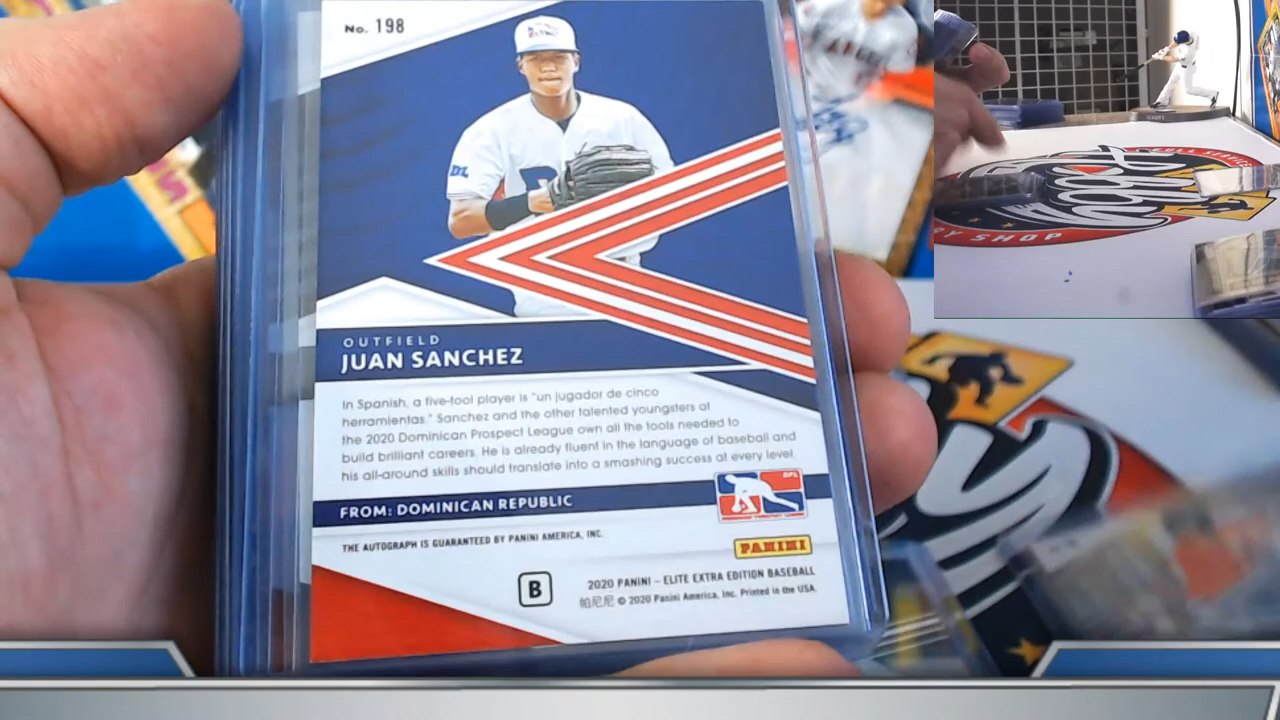 No. 198
DL
OUTFIELD
JUAN SANCHEZ
In Spanish, a five-tool player is "un jugador de cinco
herramientas." Sanchez and the other talented youngsters at
the 2020 Dominican Prospect League own all the tools needed to
build brilliant careers. He is already fluent in the language of baseball and
his all-around skills should translate into a smashing success at every level.
DPL
FROM: DOMINICAN REPUBLIC
THE AUTOGRAPH IS GUARANTEED BY PANINI AMERICA, INC.
PANINI
B
2020 PANINI – ELITE EXTRA EDITION BASEBALL
帕尼尼 © 2020 Panini America, Inc. Printed in the USA.
RY SHOP